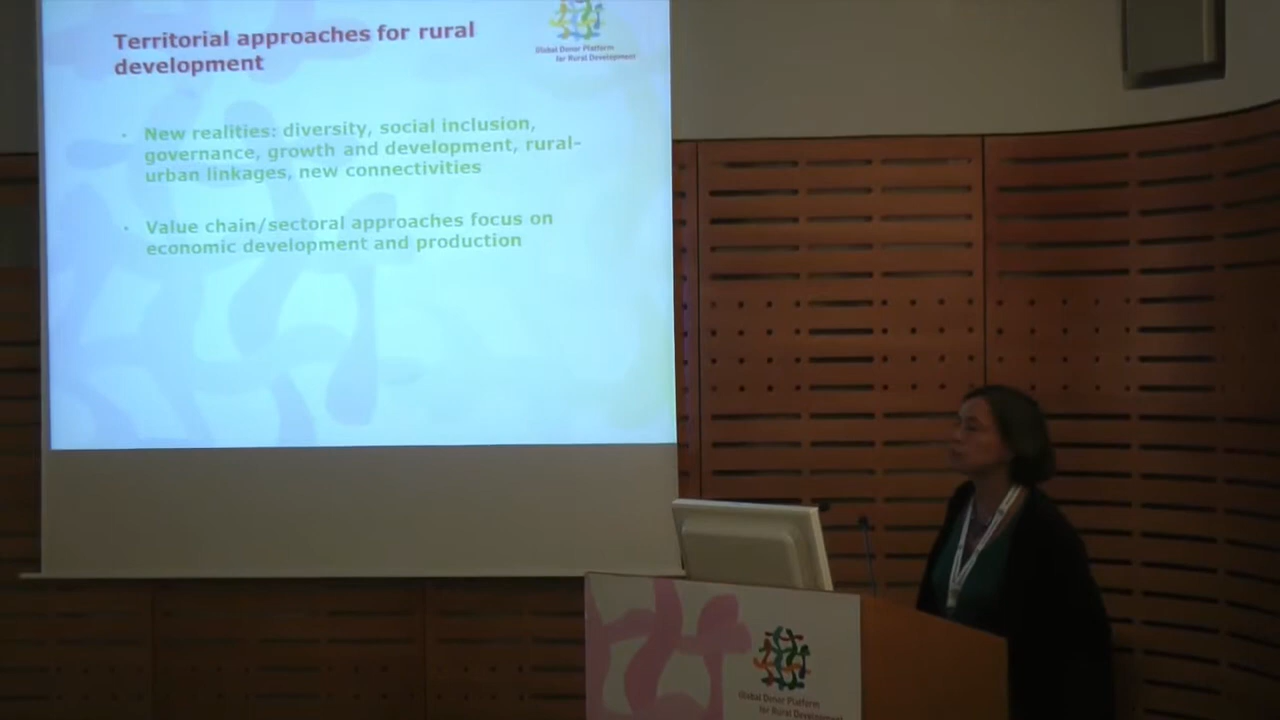 Territorial approaches for rural
development
Global Donor Platform
for Rural Development
· New realities: diversity, social inclusion,
governance, growth and development, rural-
urban linkages, new connectivities
· Value chain/sectoral approaches focus on
economic development and production
Global Donor Platform
for Rural Development